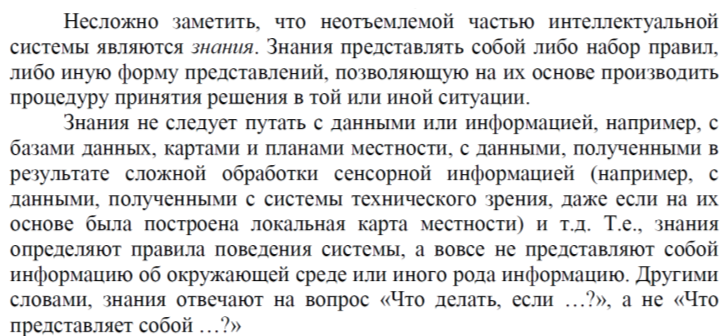 Несложно заметить, что неотъемлемой частью интеллектуальной
системы являются знания. Знания представлять собой либо набор правил,
либо иную форму представлений, позволяющую на их основе производить
процедуру принятия решения в той или иной ситуации.
Знания не следует путать с данными или информацией, например, с
базами данных, картами и планами местности, с данными, полученными в
результате сложной обработки сенсорной информацией (например, с
данными, полученными с системы технического зрения, даже если на их
основе была построена локальная карта местности) и т.д. Т.е., знания
определяют правила поведения системы, а вовсе не представляют собой
информацию об окружающей среде или иного рода информацию. Другими
словами, знания отвечают на вопрос «Что делать, если …?», а не «Что
представляет собой …?»